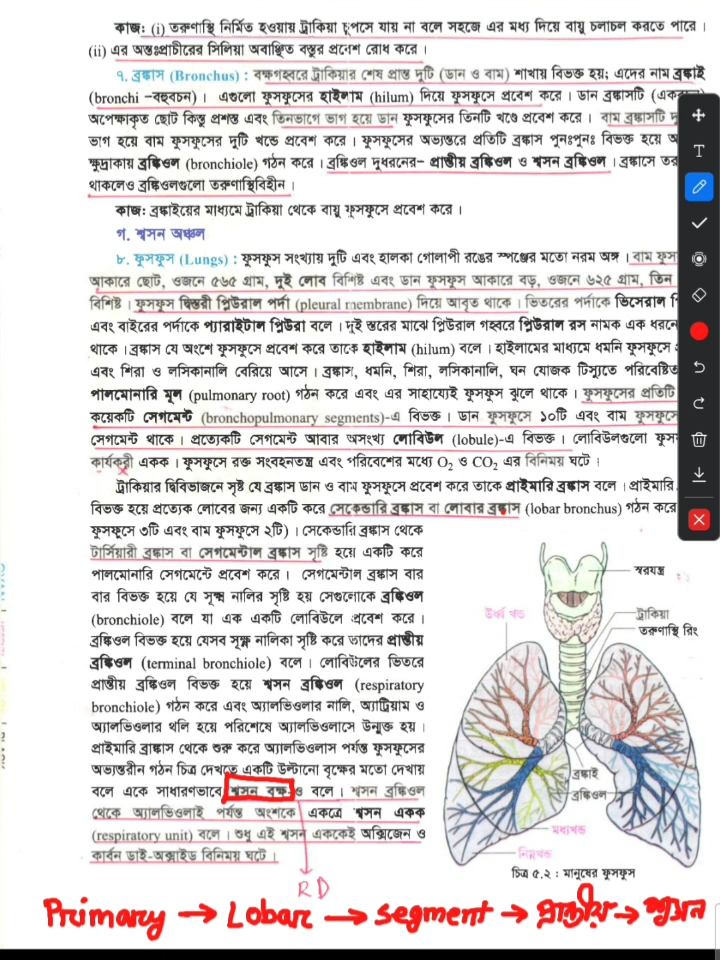 কাজ: (i) তরুণাস্থি নির্মিত হওয়ায় ট্রাকিয়া চুপসে যায় না বলে সহজে এর মধ্য দিয়ে বায়ু চলাচল করতে পারে।
(ii) এর অন্তঃপ্রাচীরের সিলিয়া অবাঞ্ছিত বস্তুর প্রবেশ রোধ করে।
৭. ব্রঙ্কাস (Bronchus) : বক্ষগহ্বরে ট্রাকিয়ার শেষ প্রান্ত দুটি (ডান ও বাম) শাখায় বিভক্ত হয়; এদের নাম ব্রঙ্কাই
(bronchi –বহুবচন)। এগুলো ফুসফুসের হাইলাম (hilum) দিয়ে ফুসফুসে প্রবেশ করে। ডান ব্রঙ্কাসটি
অপেক্ষাকৃত ছোট কিন্তু প্রশস্ত এবং তিনভাগে ভাগ হয়ে ডান ফুসফুসের তিনটি খণ্ডে প্রবেশ করে। বাম ব্রঙ্কাসটি
ভাগ হয়ে বাম ফুসফুসের দুটি খন্ডে প্রবেশ করে। ফুসফুসের অভ্যন্তরে প্রতিটি ব্রঙ্কাস পুনঃপুনঃ বিভক্ত হয়ে
ক্ষুদ্রাকায় ব্রঙ্কিওল (bronchiole) গঠন করে। ব্রঙ্কিওল দুধরনের– প্রান্তীয় ব্রঙ্কিওল ও শ্বসন ব্রঙ্কিওল। ব্রঙ্কাসে
থাকলেও ব্রঙ্কিওলগুলো তরুণাস্থিবিহীন।
কাজ: ব্রঙ্কাইয়ের মাধ্যমে ট্রাকিয়া থেকে বায়ু ফুসফুসে প্রবেশ করে।
গ. শ্বসন অঞ্চল
৮. ফুসফুস (Lungs) : ফুসফুস সংখ্যায় দুটি এবং হালকা গোলাপী রঙের স্পঞ্জের মতো নরম অঙ্গ। বাম
আকারে ছোট, ওজনে ৫৬৫ গ্রাম, দুই লোব বিশিষ্ট এবং ডান ফুসফুস আকারে বড়, ওজনে ৬২৫ গ্রাম, তিন
বিশিষ্ট। ফুসফুস দ্বিস্তরী প্লিউরাল পর্দা (pleural membrane) দিয়ে আবৃত থাকে। ভিতরের পর্দাকে ভিসেরাল
এবং বাইরের পর্দাকে প্যারাইটাল প্লিউরা বলে। দুই স্তরের মাঝে প্লিউরাল গহ্বরে প্লিউরাল রস নামক এক
থাকে। ব্রঙ্কাস যে অংশে ফুসফুসে প্রবেশ করে তাকে হাইলাম (hilum) বলে। হাইলামের মাধ্যমে ধমনি ফুসফুসে
এবং শিরা ও লসিকানালি বেরিয়ে আসে। ব্রঙ্কাস, ধমনি, শিরা, লসিকানালি, ঘন যোজক টিস্যুতে
পালমোনারি মূল (pulmonary root) গঠন করে এবং এর সাহায্যেই ফুসফুস ঝুলে থাকে। ফুসফুসের প্রতিটি
কয়েকটি সেগমেন্ট (bronchopulmonary segments)-এ বিভক্ত। ডান ফুসফুসে ১০টি এবং বাম ফুসফুসে
সেগমেন্ট থাকে। প্রত্যেকটি সেগমেন্ট আবার অসংখ্য লোবিউল (lobule)-এ বিভক্ত। লোবিউলগুলো
কার্যকরী একক। ফুসফুসে রক্ত সংবহনতন্ত্র এবং পরিবেশের মধ্যে O₂ ও CO₂ এর বিনিময় ঘটে।
ট্রাকিয়ার দ্বিবিভাজনে সৃষ্ট যে ব্রঙ্কাস ডান ও বাম ফুসফুসে প্রবেশ করে তাকে প্রাইমারি ব্রঙ্কাস বলে। প্রাইমারি
বিভক্ত হয়ে প্রত্যেক লোবের জন্য একটি করে সেকেন্ডারি ব্রঙ্কাস বা লোবার ব্রঙ্কাস (lobar bronchus) গঠন করে
ফুসফুসে ৩টি এবং বাম ফুসফুসে ২টি)। সেকেন্ডারি ব্রঙ্কাস থেকে
টার্সিয়ারী ব্রঙ্কাস বা সেগমেন্টাল ব্রঙ্কাস সৃষ্টি হয়ে একটি করে
পালমোনারি সেগমেন্টে প্রবেশ করে। সেগমেন্টাল ব্রঙ্কাস বার
বার বিভক্ত হয়ে যে সূক্ষ্ম নালির সৃষ্টি হয় সেগুলোকে ব্রঙ্কিওল
(bronchiole) বলে যা এক একটি লোবিউলে প্রবেশ করে।
ব্রঙ্কিওল বিভক্ত হয়ে যেসব সূক্ষ্ণ নালিকা সৃষ্টি করে তাদের প্রান্তীয়
ব্রঙ্কিওল (terminal bronchiole) বলে। লোবিউলের ভিতরে
প্রান্তীয় ব্রঙ্কিওল বিভক্ত হয়ে শ্বসন ব্রঙ্কিওল (respiratory
bronchiole) গঠন করে এবং অ্যালভিওলার নালি, অ্যাট্রিয়াম ও
অ্যালভিওলার থলি হয়ে পরিশেষে অ্যালভিওলাসে উন্মুক্ত হয়।
প্রাইমারি ব্রাঙ্কাস থেকে শুরু করে অ্যালভিওলাস পর্যন্ত ফুসফুসের
অভ্যন্তরীন গঠন চিত্র দেখতে একটি উল্টানো বৃক্ষের মতো দেখায়
বলে একে সাধারণভাবে শ্বসন বৃক্ষ-ও বলে। শ্বসন ব্রঙ্কিওল
থেকে অ্যালভিওলাই পর্যন্ত অংশকে একত্রে শ্বসন একক
(respiratory unit) বলে। শুধু এই শ্বসন এককেই অক্সিজেন ও
কার্বন ডাই-অক্সাইড বিনিময় ঘটে।
স্বরযন্ত্র
ঊর্ধ্ব খন্ড
ট্রাকিয়া
তরুণাস্থি রিং
ব্রঙ্কাই
ব্রঙ্কিওল
মধ্যখন্ড
নিম্নখন্ড
চিত্র ৫.২ : মানুষের ফুসফুস
RD
Primary → Lobar → segment → প্রান্তীয় → শ্বসন